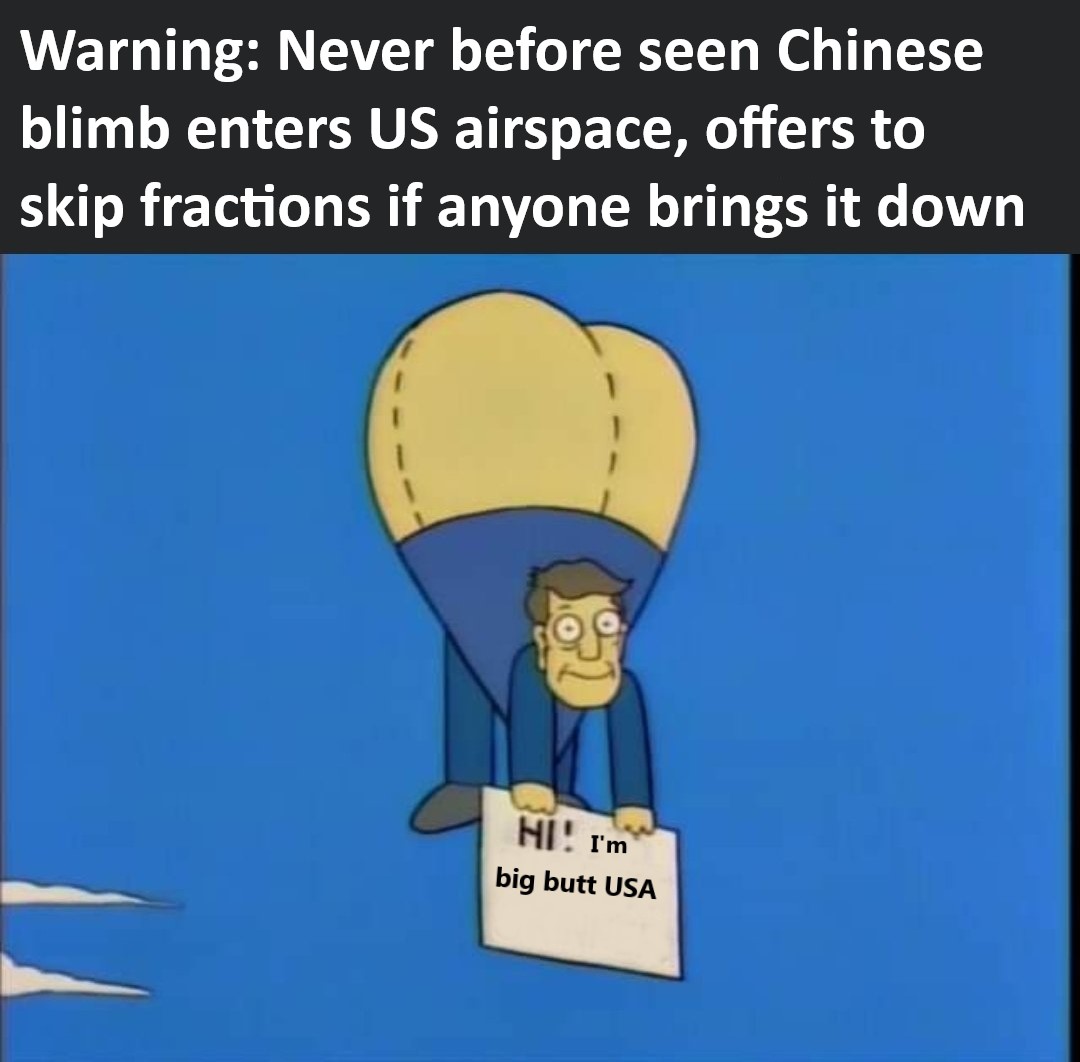 Warning: Never before seen Chinese
blimb enters US airspace, offers to
skip fractions if anyone brings it down
HI! I'm
big butt USA